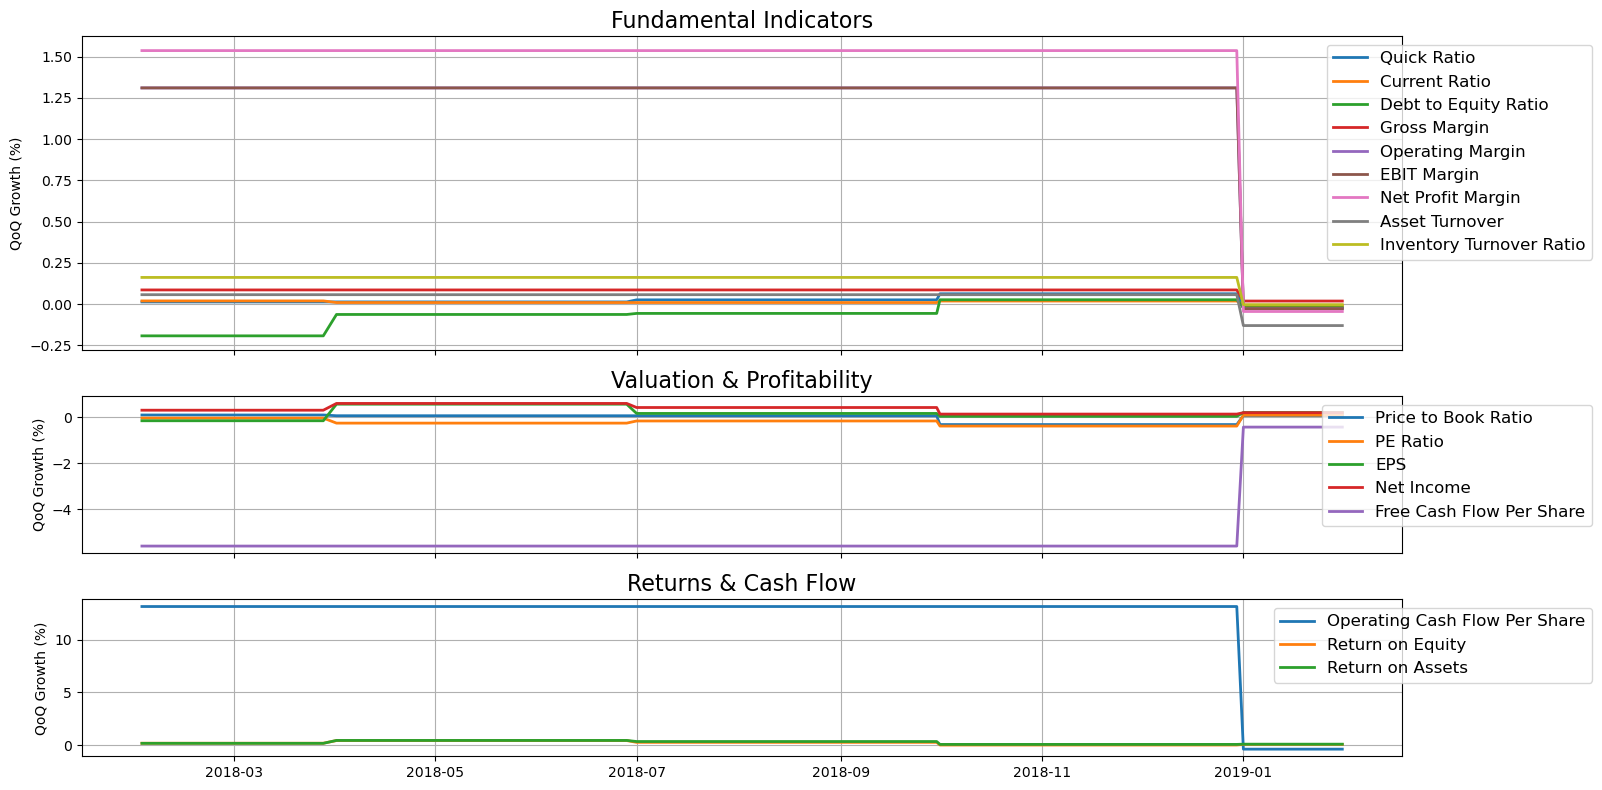 Fundamental Indicators
QoQ Growth (%)
1.50
1.25
1.00
0.75
0.50
0.25
0.00
−0.25
Quick Ratio
Current Ratio
Debt to Equity Ratio
Gross Margin
Operating Margin
EBIT Margin
Net Profit Margin
Asset Turnover
Inventory Turnover Ratio
Valuation & Profitability
QoQ Growth (%)
0
−2
−4
Price to Book Ratio
PE Ratio
EPS
Net Income
Free Cash Flow Per Share
Returns & Cash Flow
QoQ Growth (%)
10
5
0
Operating Cash Flow Per Share
Return on Equity
Return on Assets
2018-03 2018-05 2018-07 2018-09 2018-11 2019-01